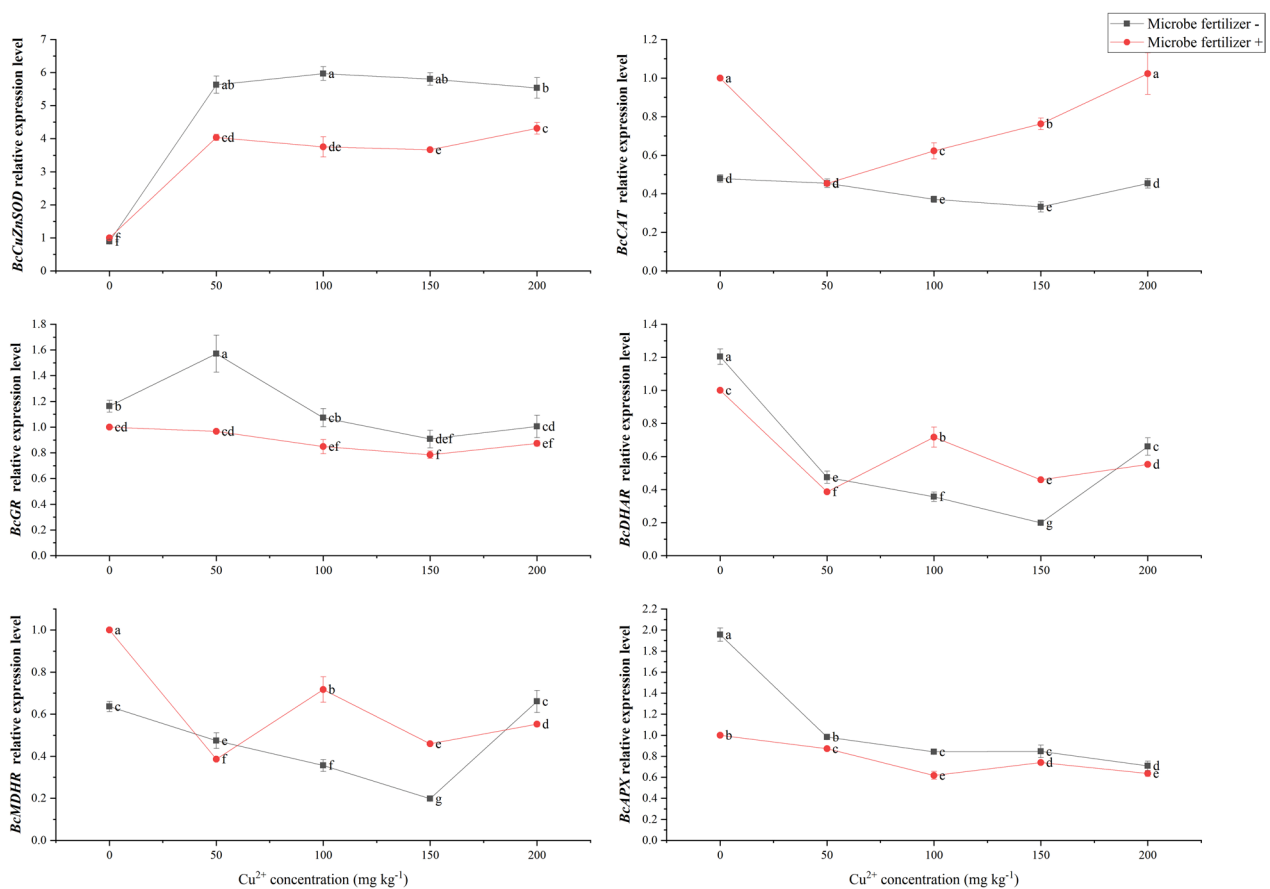 Microbe fertilizer -
Microbe fertilizer +
BcCuZnSOD relative expression level
7
6
5
4
3
2
1
0
f
f
ab
cd
a
de
ab
e
b
c
0 50 100 150 200
BcCAT relative expression level
1.2
1.0
0.8
0.6
0.4
0.2
0.0
a
d
d
d
c
e
b
e
a
d
0 50 100 150 200
BcGR relative expression level
1.8
1.6
1.4
1.2
1.0
0.8
0.6
0.4
0.2
0.0
b
cd
a
cd
cb
ef
def
f
cd
ef
0 50 100 150 200
BcDHAR relative expression level
1.4
1.2
1.0
0.8
0.6
0.4
0.2
0.0
a
c
e
f
b
f
e
g
c
d
0 50 100 150 200
BcMDHR relative expression level
1.0
0.8
0.6
0.4
0.2
0.0
a
c
e
f
b
f
e
g
c
d
0 50 100 150 200
Cu²⁺ concentration (mg kg⁻¹)
BcAPX relative expression level
2.2
2.0
1.8
1.6
1.4
1.2
1.0
0.8
0.6
0.4
0.2
0.0
a
b
b
c
c
e
c
d
d
e
0 50 100 150 200
Cu²⁺ concentration (mg kg⁻¹)